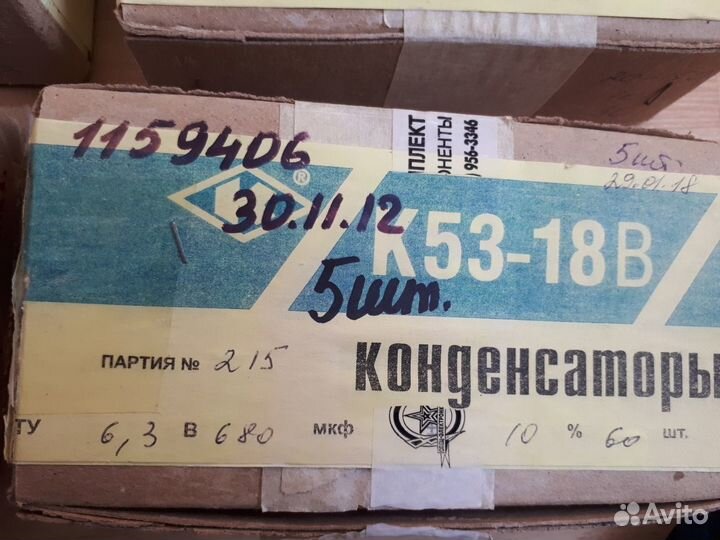 1159406
®
30.11.12
5шт.
ПЛЕКТ
ОНЕНТЫ
) 956-3346
5шт.
29.01.18
К53-18В
Конденсаторы
ПАРТИЯ № 215
ТУ 6,3 В 680 мкф 10 % 60 шт.
Avito